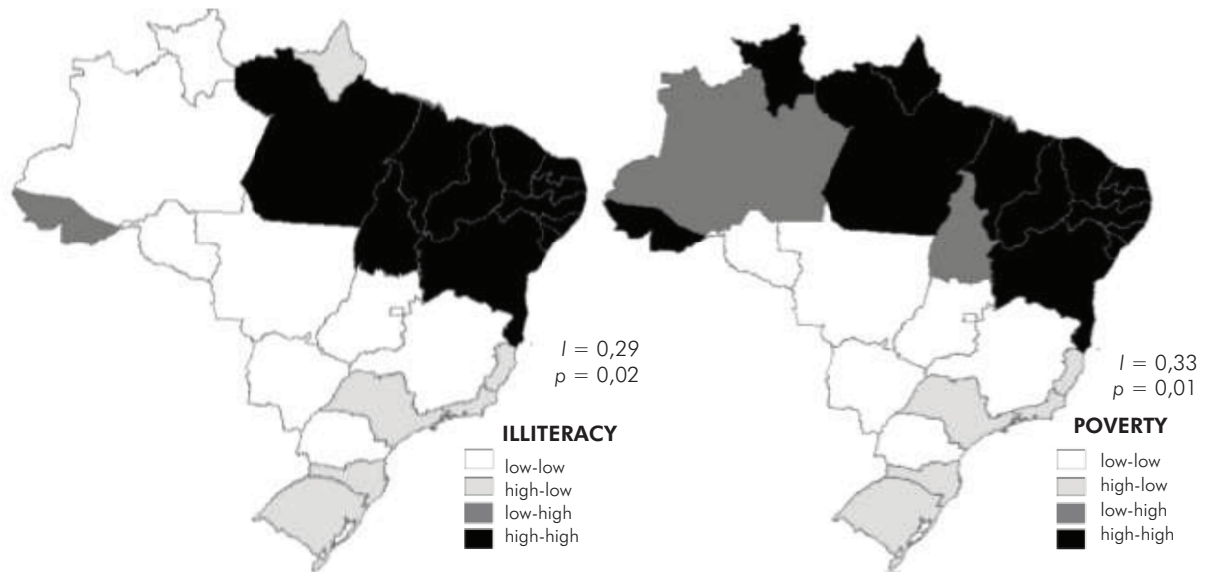 I = 0,29
p = 0,02
ILLITERACY
low-low
high-low
low-high
high-high
I = 0,33
p = 0,01
POVERTY
low-low
high-low
low-high
high-high